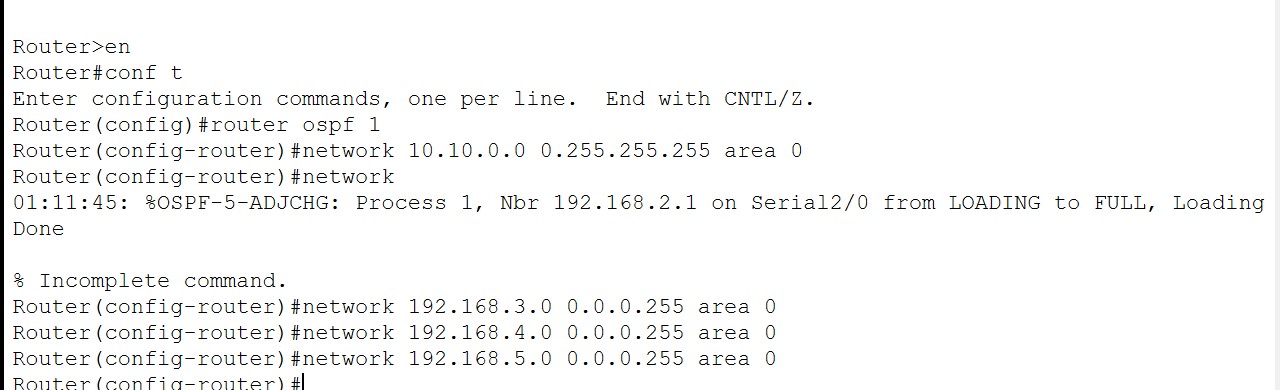 Router>en
Router#conf t
Enter configuration commands, one per line.  End with CNTL/Z.
Router(config)#router ospf 1
Router(config-router)#network 10.10.0.0 0.255.255.255 area 0
Router(config-router)#network
01:11:45: %OSPF-5-ADJCHG: Process 1, Nbr 192.168.2.1 on Serial2/0 from LOADING to FULL, Loading
Done
% Incomplete command.
Router(config-router)#network 192.168.3.0 0.0.0.255 area 0
Router(config-router)#network 192.168.4.0 0.0.0.255 area 0
Router(config-router)#network 192.168.5.0 0.0.0.255 area 0
Router(config-router)#